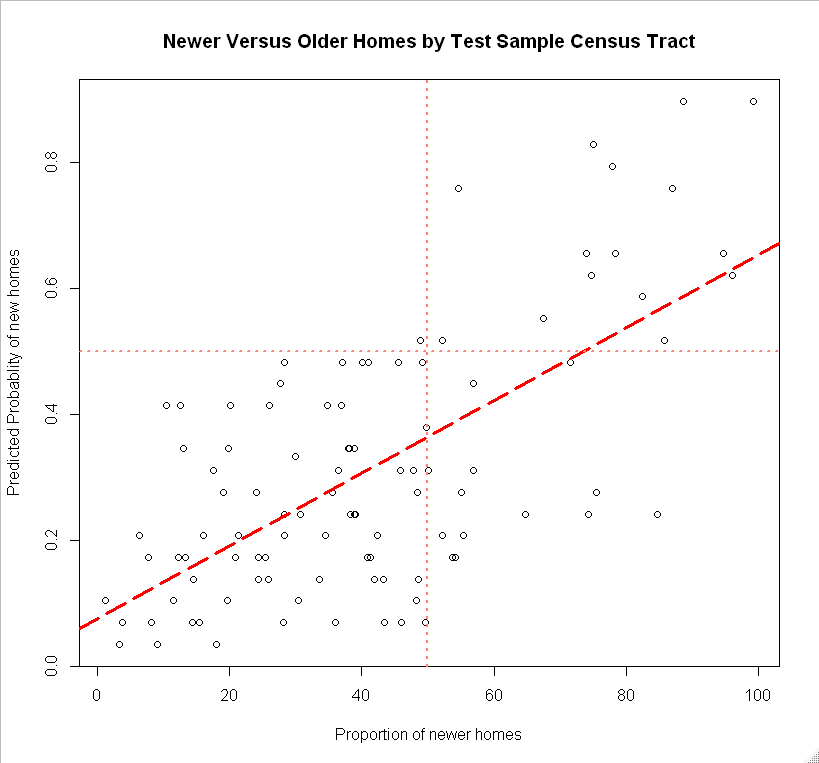 Newer Versus Older Homes by Test Sample Census Tract
Predicted Probablity of new homes
0.8
0.6
0.4
0.2
0.0
0 20 40 60 80 100
Proportion of newer homes